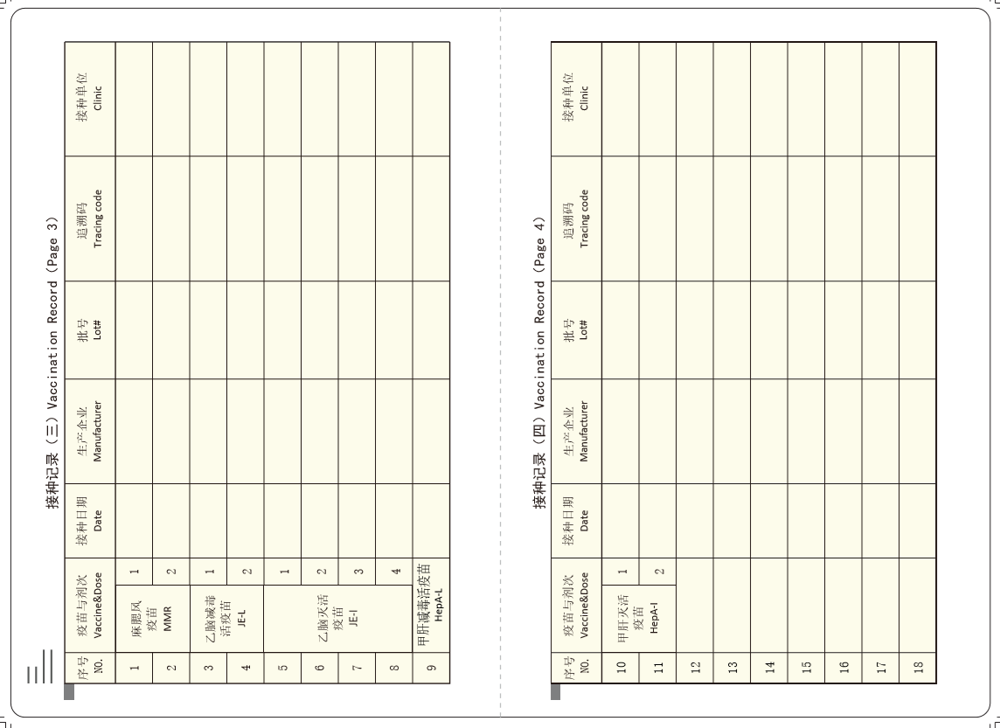 接种记录（三）Vaccination Record（Page 3）
序号
NO.
疫苗与剂次
Vaccine&Dose
接种日期
Date
生产企业
Manufacturer
批号
Lot#
追溯码
Tracing code
接种单位
Clinic
1
麻腮风
疫苗
MMR
1
2
2
3
乙脑减毒
活疫苗
JE-L
1
4
2
5
乙脑灭活
疫苗
JE-I
1
6
2
7
3
8
4
9
甲肝减毒活疫苗
HepA-L
接种记录（四）Vaccination Record（Page 4）
序号
NO.
疫苗与剂次
Vaccine&Dose
接种日期
Date
生产企业
Manufacturer
批号
Lot#
追溯码
Tracing code
接种单位
Clinic
10
甲肝灭活
疫苗
HepA-I
1
11
2
12
13
14
15
16
17
18